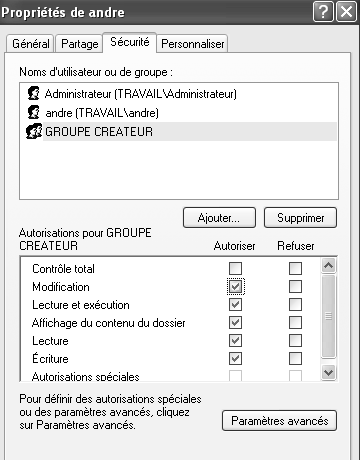 Propriétés de andre
Général Partage Sécurité Personnaliser
Noms d'utilisateur ou de groupe :
Administrateur (TRAVAIL\Administrateur)
andre (TRAVAIL\andre)
GROUPE CREATEUR
Ajouter... Supprimer
Autorisations pour GROUPE
CREATEUR Autoriser Refuser
Contrôle total
Modification
Lecture et exécution
Affichage du contenu du dossier
Lecture
Écriture
Autorisations spéciales
Pour définir des autorisations spéciales
ou des paramètres avancés, cliquez
sur Paramètres avancés.
Paramètres avancés